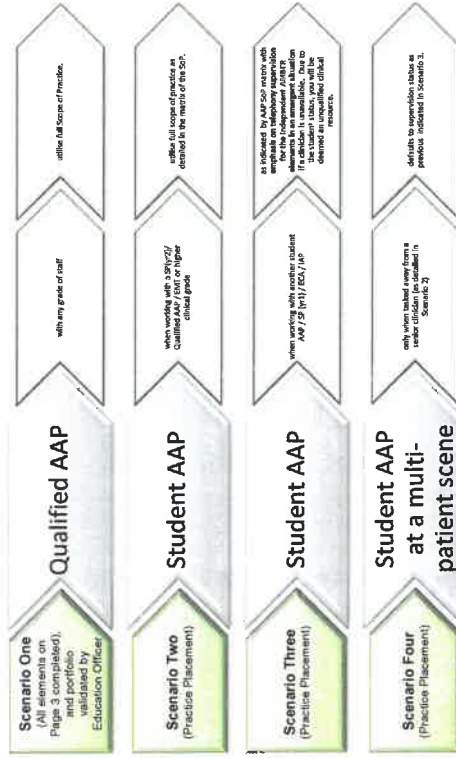 Scenario One
(All elements on
Page 3 completed),
and portfolio
validated by
Education Officer
Qualified AAP
with any grade of staff
utilise full Scope of Practice.
Scenario Two
(Practice Placement)
Student AAP
when working with a SP(yr2)/
Qualified AAP / EMT or higher
clinical grade
utilise full scope of practice as
detailed in the matrix of the SoP.
Scenario Three
(Practice Placement)
Student AAP
when working with another student
AAP / SP (yr1) / ECA / IAP
as indicated by AAP SoP matrix with
emphasis on telephony supervision
for the Independent AMBER
elements in an emergent situation
if a clinician is unavailable. Due to
the student status, you will be
deemed an unqualified clinical
resource.
Scenario Four
(Practice Placement)
Student AAP
at a multi-
patient scene
only when tasked away from a
senior clinician (as detailed in
Scenario 2)
defaults to supervision status as
previous indicated in Scenario 3.